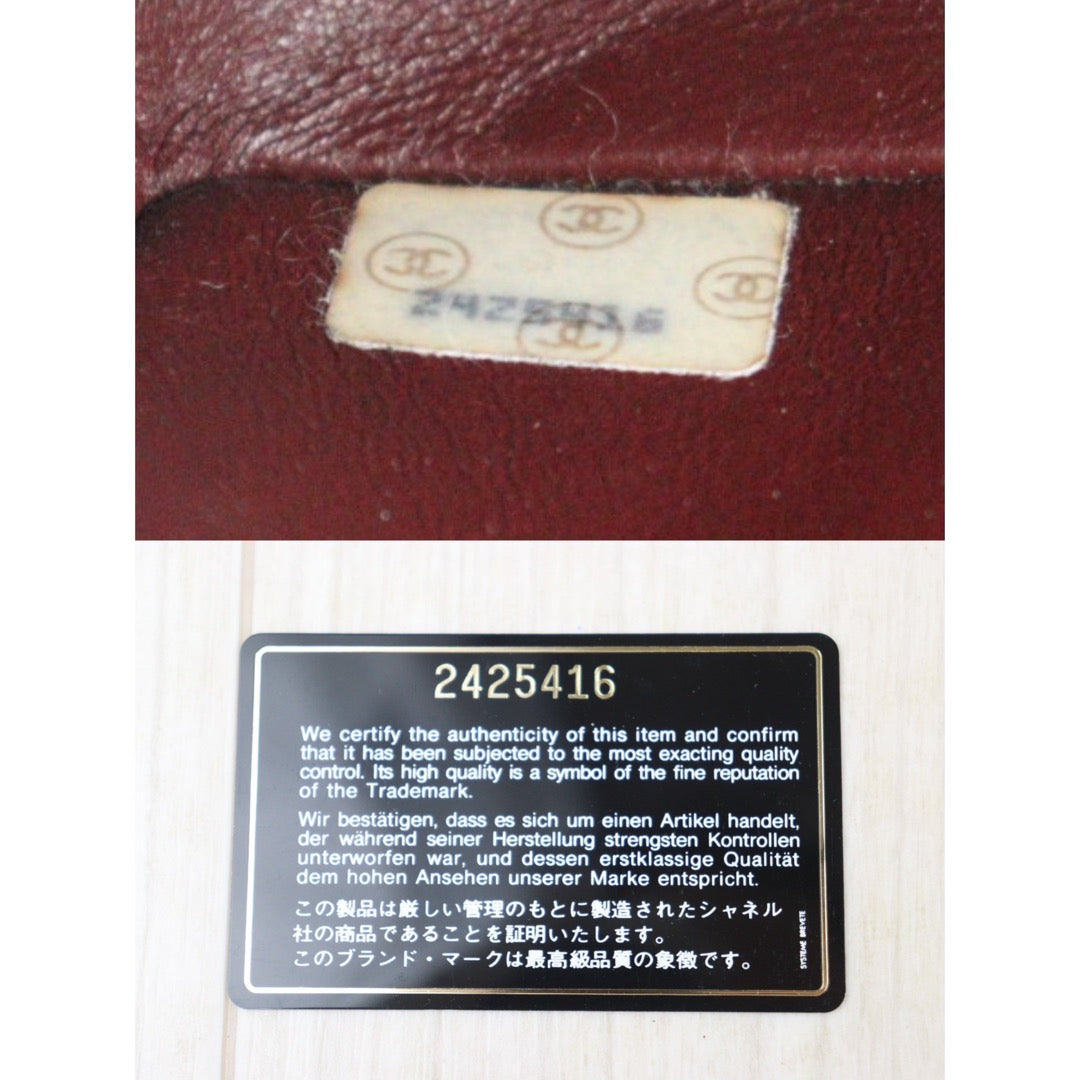 2425416
2425416
We certify the authenticity of this item and confirm
that it has been subjected to the most exacting quality
control. Its high quality is a symbol of the fine reputation
of the Trademark.
Wir bestätigen, dass es sich um einen Artikel handelt,
der während seiner Herstellung strengsten Kontrollen
unterworfen war, und dessen erstklassige Qualität
dem hohen Ansehen unserer Marke entspricht.
この製品は厳しい管理のもとに製造されたシャネル
社の商品であることを証明いたします。
このブランド・マークは最高級品質の象徴です。
SYSTEME BREVETE